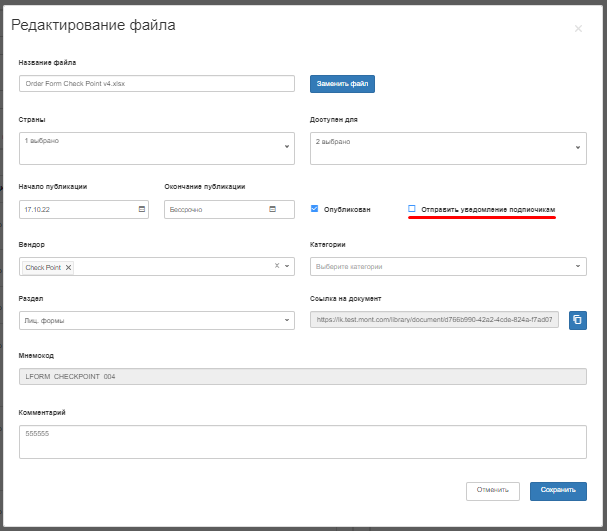 Редактирование файла
Название файла
Order Form Check Point v4.xlsx
Заменить файл
Страны
Доступен для
1 выбрано
2 выбрано
Начало публикации
Окончание публикации
17.10.22
Бессрочно
Опубликован
Отправить уведомление подписчикам
Вендор
Категории
Check Point
Выберите категории
Раздел
Ссылка на документ
Лиц. формы
https://lk.test.mont.com/library/document/d766b990-42a2-4cde-824a-f7ad07
Мнемокод
LFORM_CHECKPOINT_004
Комментарий
555555
Отменить
Сохранить